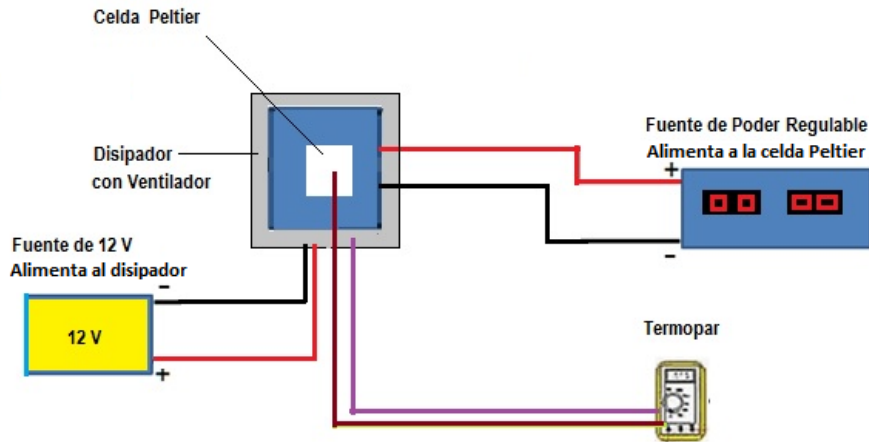 Celda Peltier
Disipador
con Ventilador
Fuente de Poder Regulable
Alimenta a la celda Peltier
+
-
Fuente de 12 V
Alimenta al disipador
-
12 V
+
Termopar